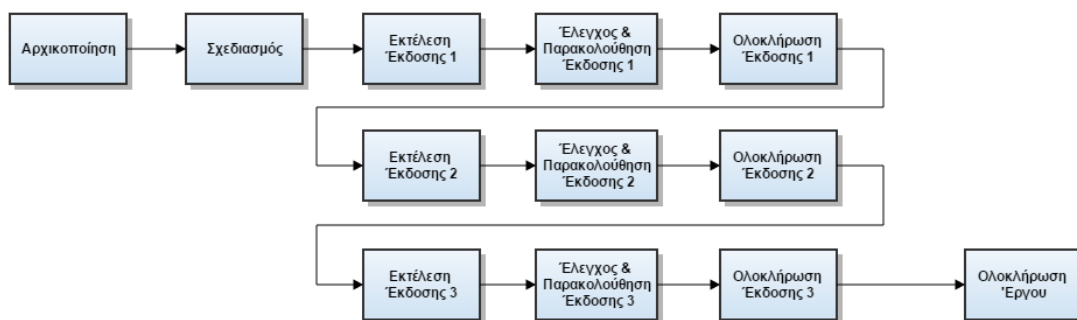 Αρχικοποίηση
Σχεδιασμός
Εκτέλεση
Έκδοσης 1
Έλεγχος &
Παρακολούθηση
Έκδοσης 1
Ολοκλήρωση
Έκδοσης 1
Εκτέλεση
Έκδοσης 2
Έλεγχος &
Παρακολούθηση
Έκδοσης 2
Ολοκλήρωση
Έκδοσης 2
Εκτέλεση
Έκδοσης 3
Έλεγχος &
Παρακολούθηση
Έκδοσης 3
Ολοκλήρωση
Έκδοσης 3
Ολοκλήρωση
'Εργου